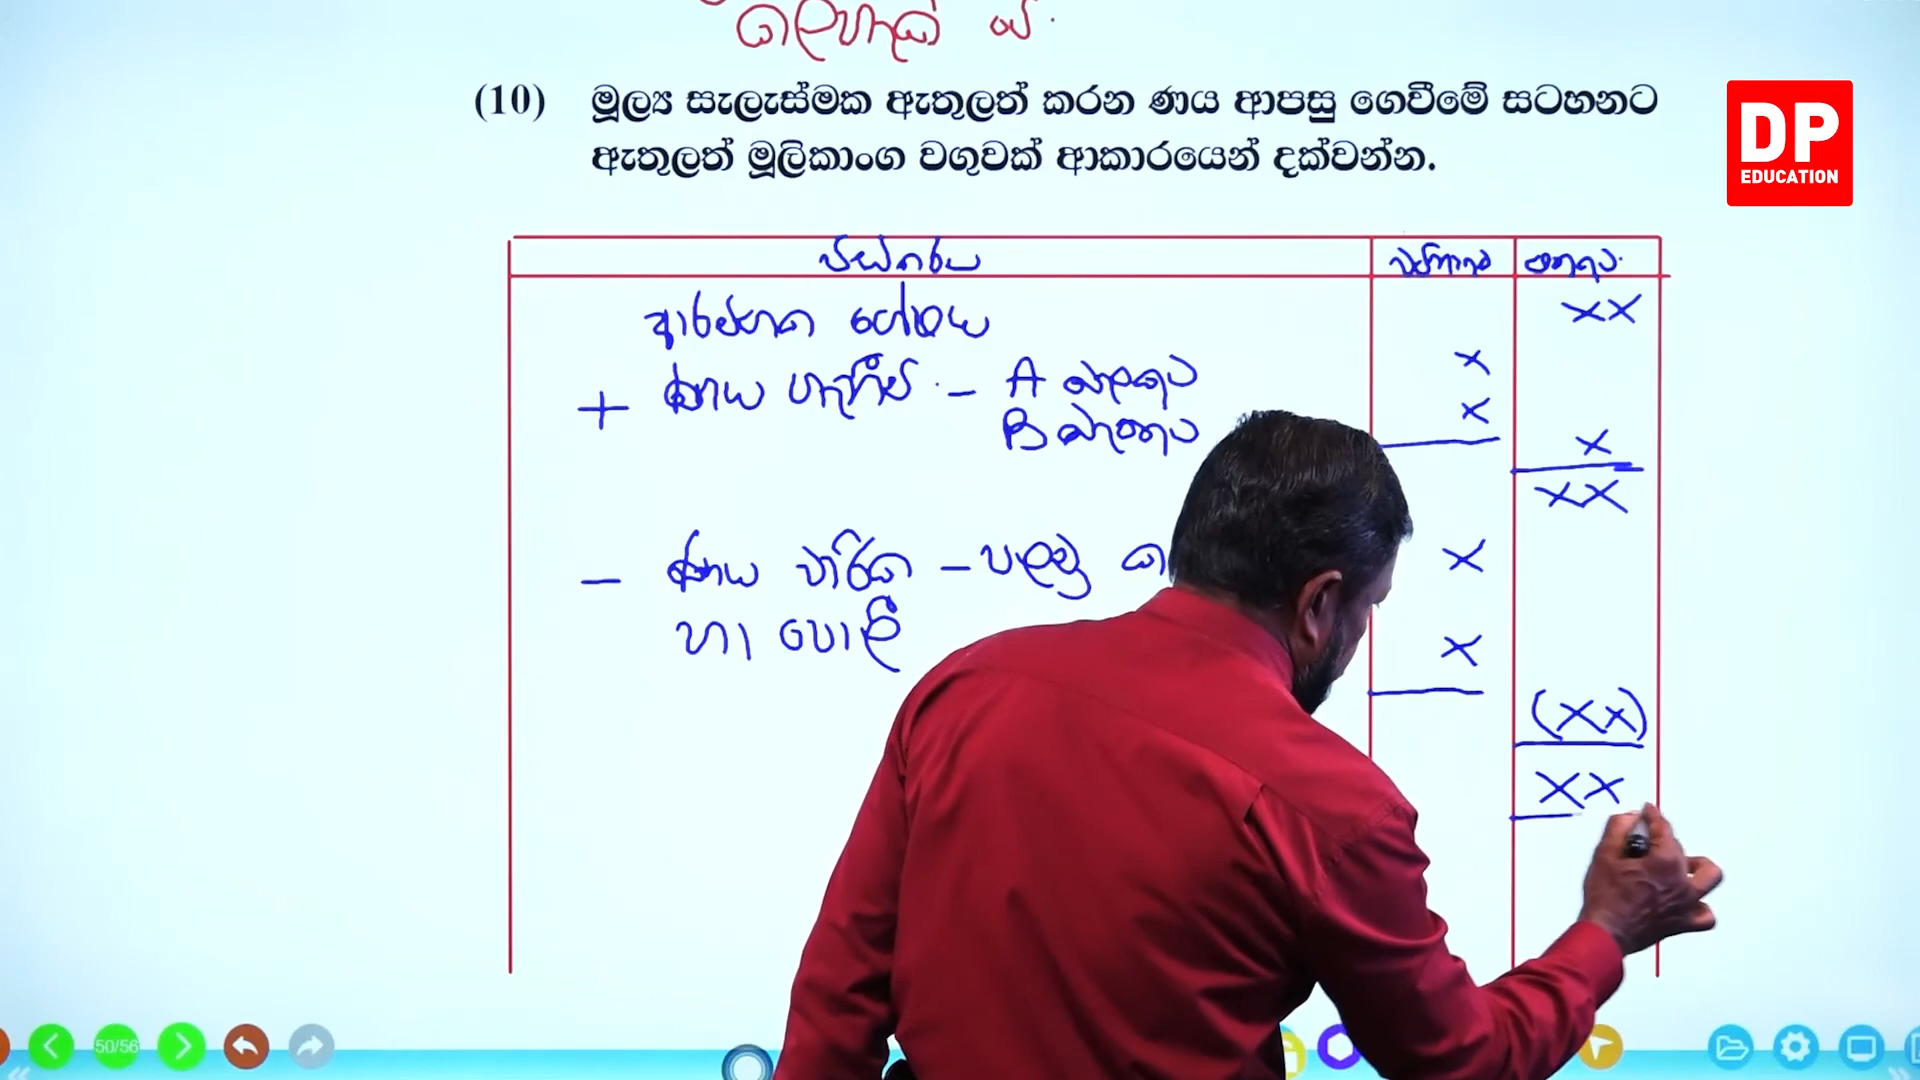 (10) මූල්‍ය සැලැස්මක ඇතුලත් කරන ණය ආපසු ගෙවීමේ සටහනට
ඇතුලත් මූලිකාංග වගුවක් ආකාරයෙන් දක්වන්න.
DP
EDUCATION
විස්තරය
ආරම්භක ශේෂය XX
+ ණය ගැනීම් - A බැංකුව X
B බැංකුව X
X
XX
- ණය වාරික - පළමු X
හා පොලී X
(XX)
XX
50/56